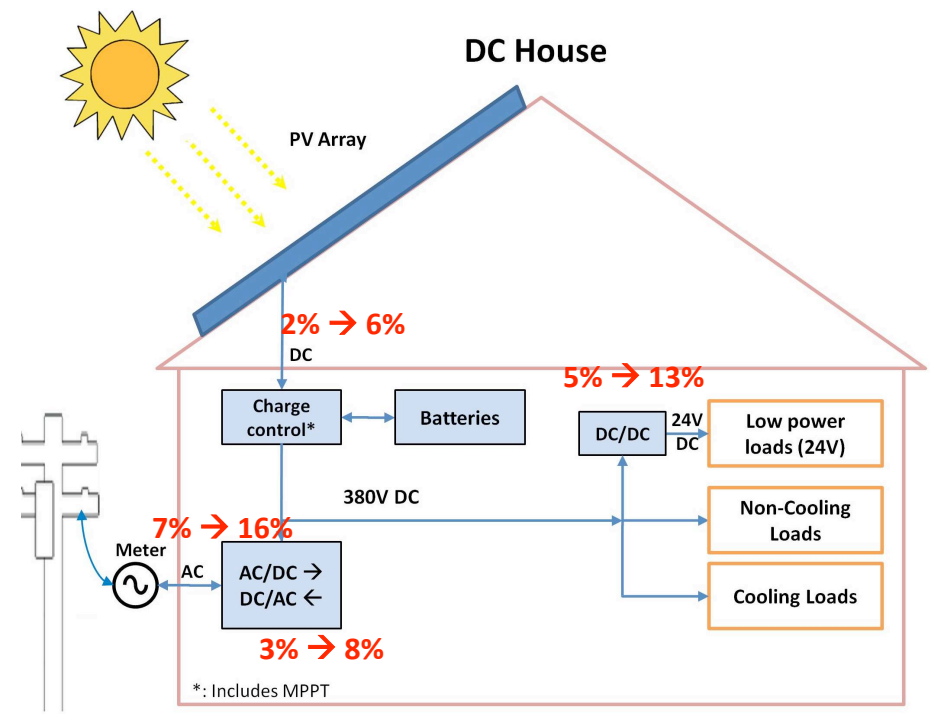 DC House
PV Array
2% → 6%
DC
5% → 13%
Charge
control*
Batteries
DC/DC
24V
DC
Low power
loads (24V)
380V DC
Non-Cooling
Loads
7% → 16%
Meter
AC
AC/DC →
DC/AC ←
Cooling Loads
3% → 8%
*: Includes MPPT